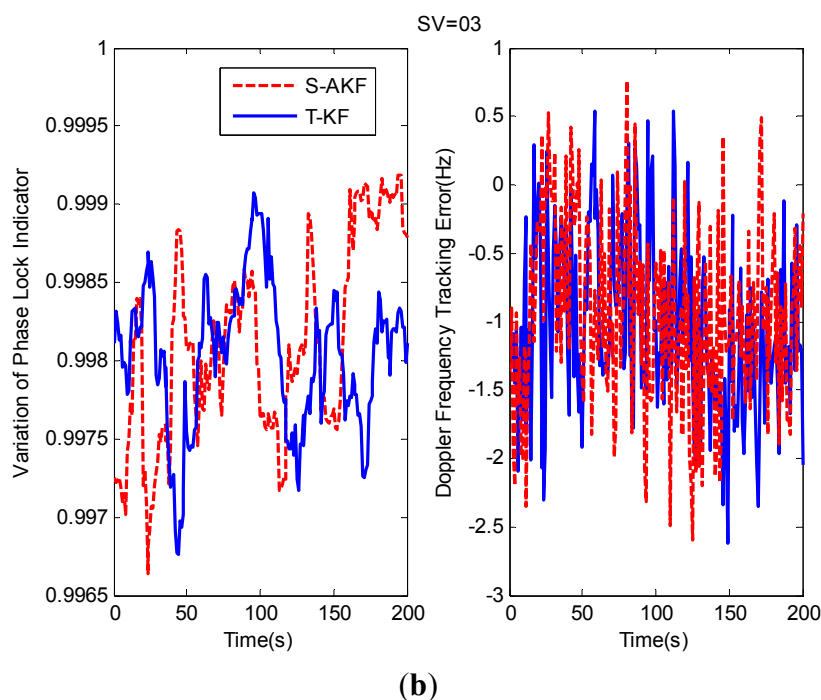 SV=03
Variation of Phase Lock Indicator
1
0.9995
0.999
0.9985
0.998
0.9975
0.997
0.9965
0 50 100 150 200
Time(s)
S-AKF
T-KF
Doppler Frequency Tracking Error(Hz)
1
0.5
0
-0.5
-1
-1.5
-2
-2.5
-3
0 50 100 150 200
Time(s)
(b)